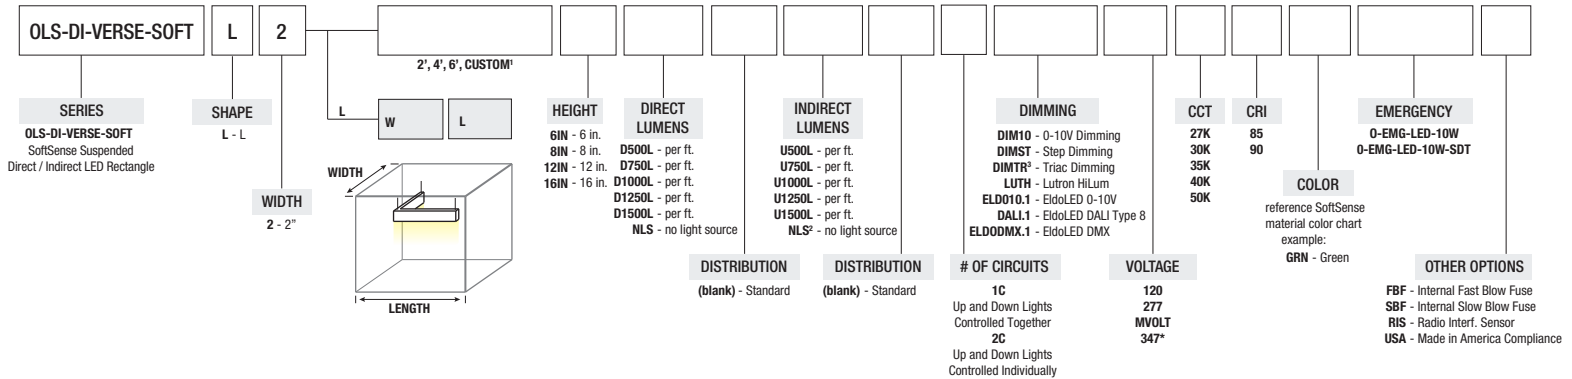 OLS-DI-VERSE-SOFT
L
2
2', 4', 6', CUSTOM¹
L
W
L
SERIES
OLS-DI-VERSE-SOFT
SoftSense Suspended
Direct / Indirect LED Rectangle
SHAPE
L - L
WIDTH
2 - 2"
WIDTH
LENGTH
HEIGHT
6IN - 6 in.
8IN - 8 in.
12IN - 12 in.
16IN - 16 in.
DIRECT
LUMENS
D500L - per ft.
D750L - per ft.
D1000L - per ft.
D1250L - per ft.
D1500L - per ft.
NLS - no light source
DISTRIBUTION
(blank) - Standard
INDIRECT
LUMENS
U500L - per ft.
U750L - per ft.
U1000L - per ft.
U1250L - per ft.
U1500L - per ft.
NLS² - no light source
DISTRIBUTION
(blank) - Standard
# OF CIRCUITS
1C
Up and Down Lights
Controlled Together
2C
Up and Down Lights
Controlled Individually
DIMMING
DIM10 - 0-10V Dimming
DIMST - Step Dimming
DIMTR³ - Triac Dimming
LUTH - Lutron HiLum
ELD010.1 - EldoLED 0-10V
DALI.1 - EldoLED DALI Type 8
ELDODMX.1 - EldoLED DMX
VOLTAGE
120
277
MVOLT
347*
CCT
27K
30K
35K
40K
50K
CRI
85
90
COLOR
reference SoftSense
material color chart
example:
GRN - Green
EMERGENCY
O-EMG-LED-10W
O-EMG-LED-10W-SDT
OTHER OPTIONS
FBF - Internal Fast Blow Fuse
SBF - Internal Slow Blow Fuse
RIS - Radio Interf. Sensor
USA - Made in America Compliance